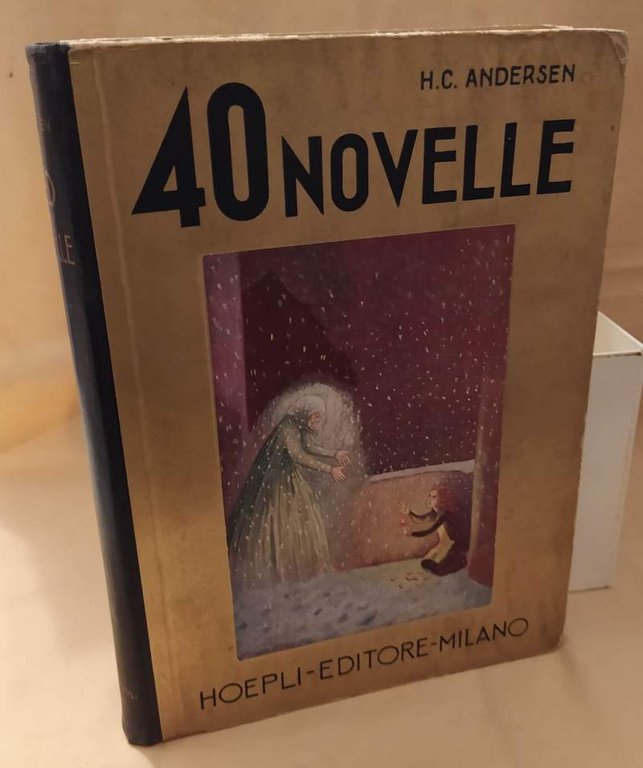 H.C. ANDERSEN
40 NOVELLE
HOEPLI-EDITORE-MILANO